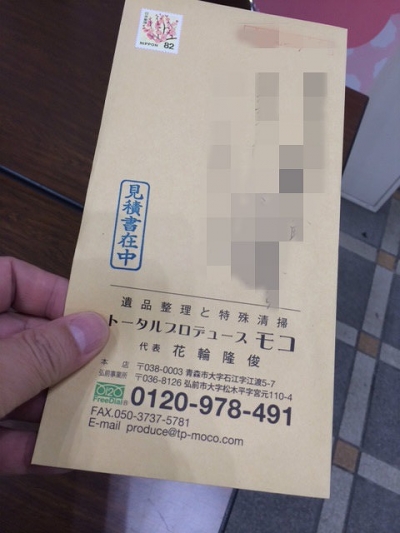 NIPPON 82
見積書在中
遺品整理と特殊清掃
トータルプロデュース モコ
代表 花輪隆俊
本店 〒038-0003 青森市大字石江字江渡5-7
弘前事業所 〒036-8126 弘前市大字松木平字宮元110-4
FreeDial 0120-978-491
FAX.050-3737-5781
E-mail produce@tp-moco.com